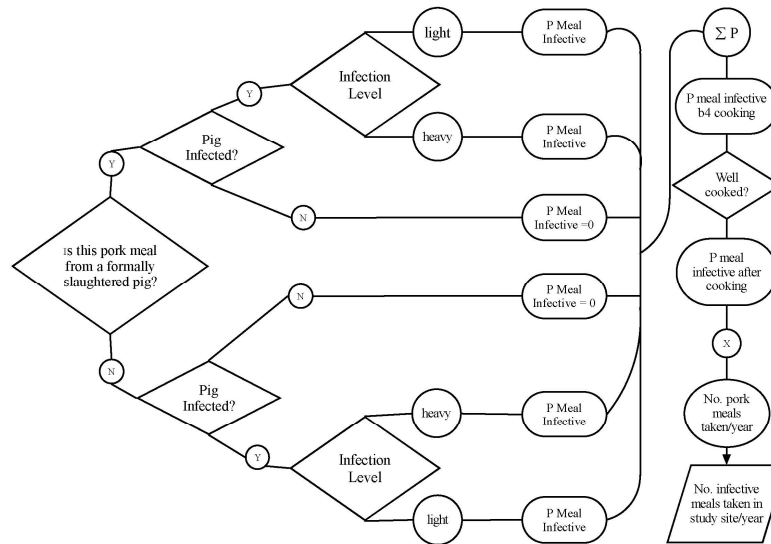 light
P Meal
Infective
Σ P
Infection
Level
Y
P meal infective
b4 cooking
heavy
P Meal
Infective
Pig
Infected?
Y
Well
cooked?
N
P Meal
Infective =0
Is this pork meal
from a formally
slaughtered pig?
P meal
infective after
cooking
N
P Meal
Infective = 0
X
N
Pig
Infected?
heavy
P Meal
Infective
No. pork
meals
taken/year
Y
Infection
Level
light
P Meal
Infective
No. infective
meals taken in
study site/year